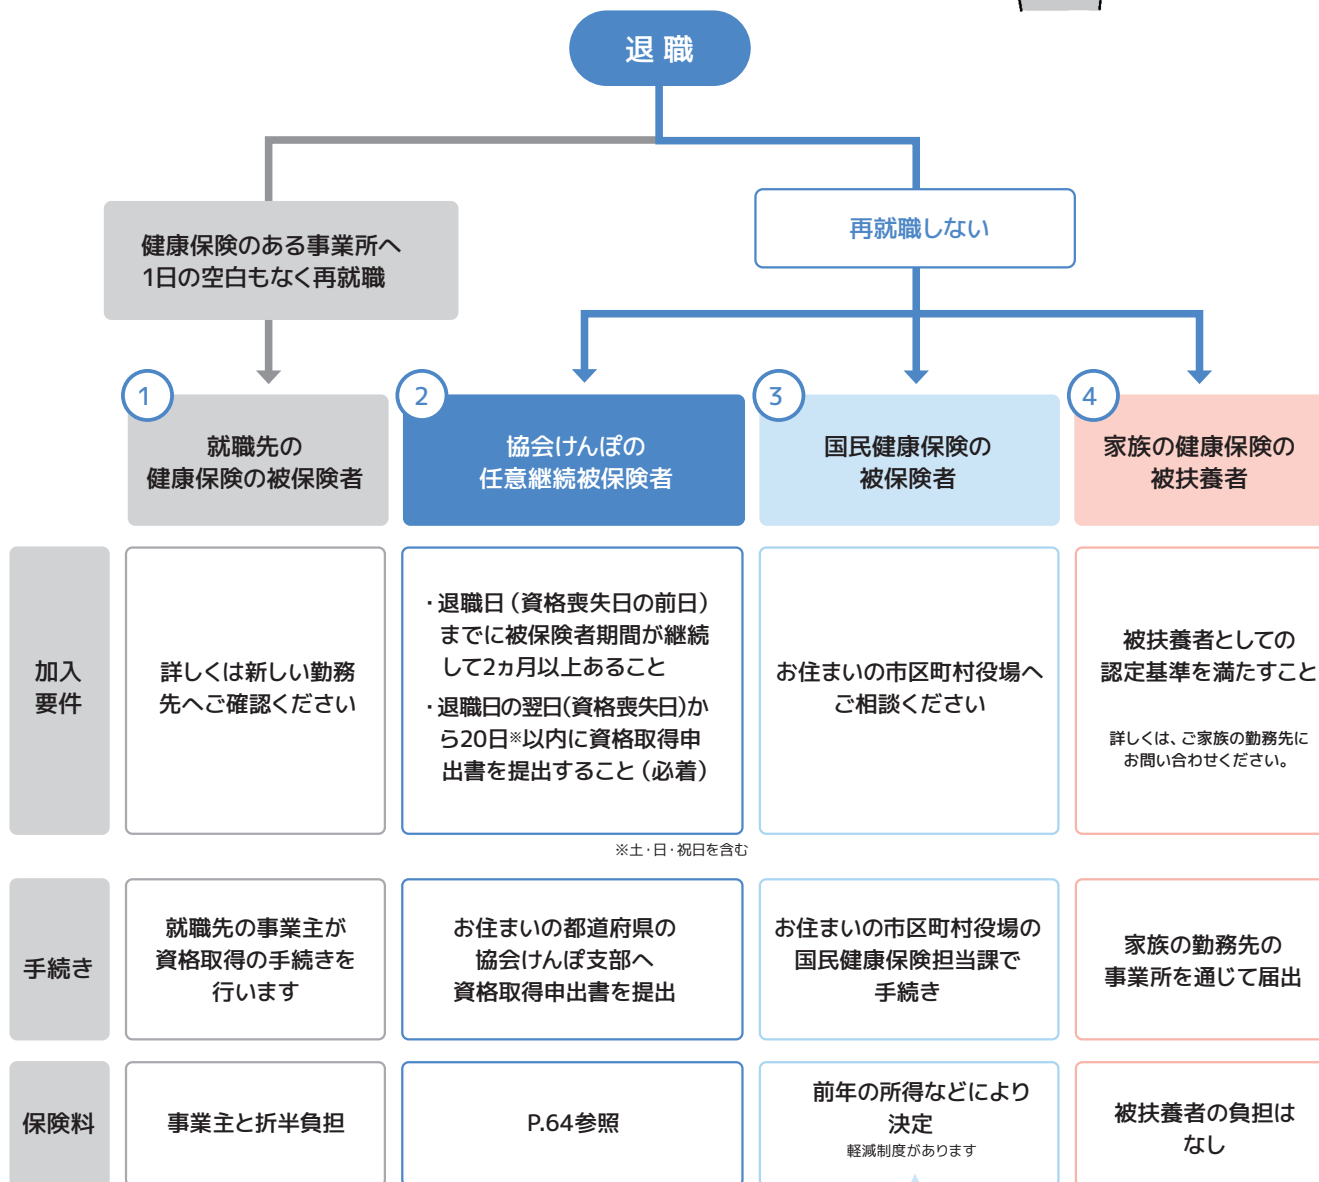 退職
健康保険のある事業所へ
1日の空白もなく再就職
再就職しない
1
就職先の
健康保険の被保険者
2
協会けんぽの
任意継続被保険者
3
国民健康保険の
被保険者
4
家族の健康保険の
被扶養者
加入
要件
詳しくは新しい勤務
先へご確認ください
・退職日（資格喪失日の前日）
までに被保険者期間が継続
して2ヵ月以上あること
・退職日の翌日(資格喪失日)か
ら20日※以内に資格取得申
出書を提出すること（必着）
お住まいの市区町村役場へ
ご相談ください
被扶養者としての
認定基準を満たすこと
詳しくは、ご家族の勤務先に
お問い合わせください。
※土・日・祝日を含む
手続き
就職先の事業主が
資格取得の手続きを
行います
お住まいの都道府県の
協会けんぽ支部へ
資格取得申出書を提出
お住まいの市区町村役場の
国民健康保険担当課で
手続き
家族の勤務先の
事業所を通じて届出
保険料
事業主と折半負担
P.64参照
前年の所得などにより
決定
軽減制度があります
被扶養者の負担は
なし